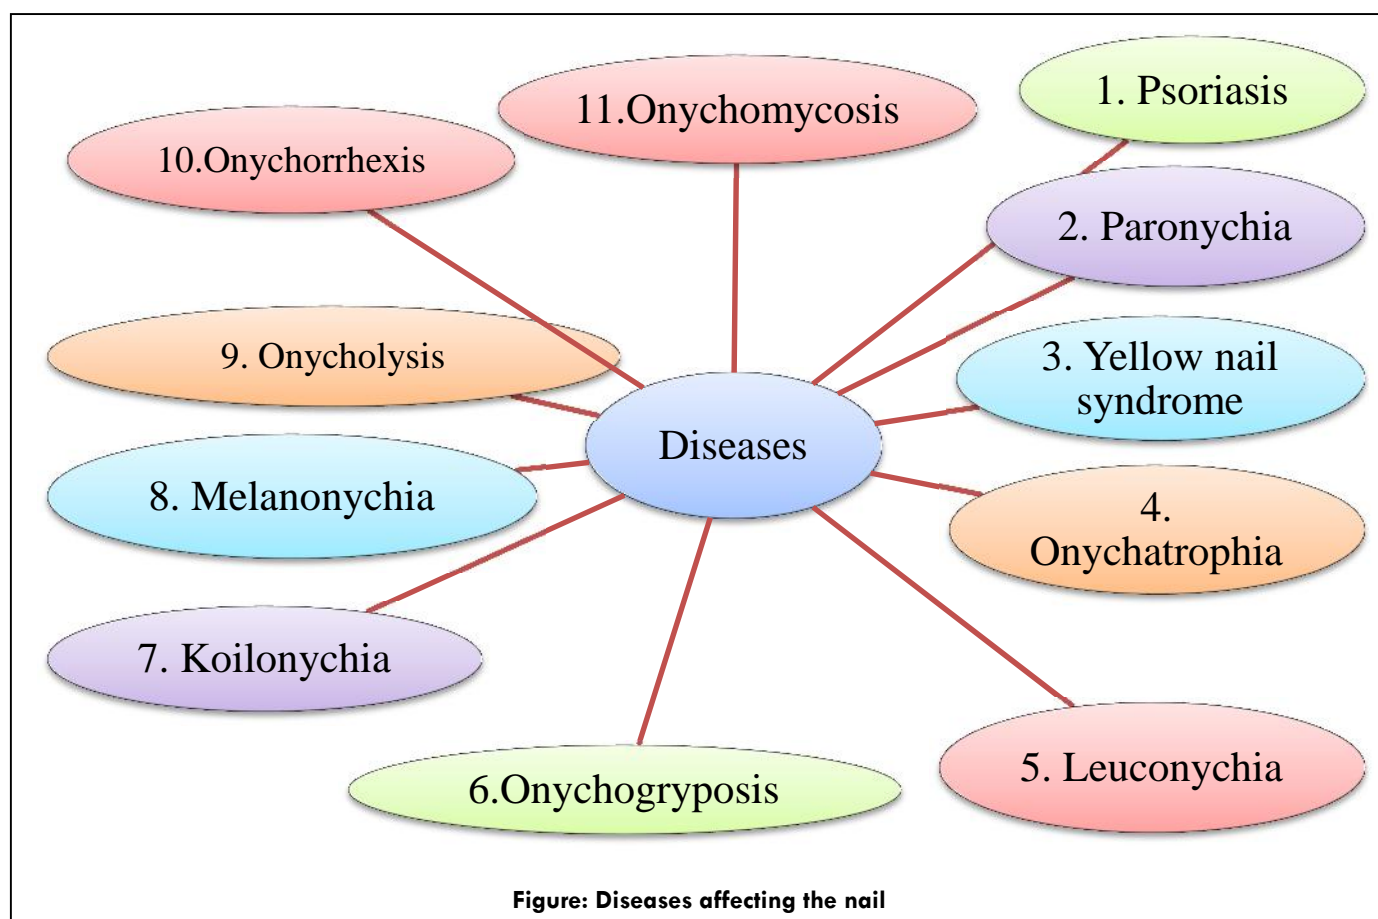 11.Onychomycosis
1. Psoriasis
10.Onychorrhexis
2. Paronychia
9. Onycholysis
3. Yellow nail
syndrome
Diseases
8. Melanonychia
4.
Onychatrophia
7. Koilonychia
5. Leuconychia
6.Onychogryposis
Figure: Diseases affecting the nail